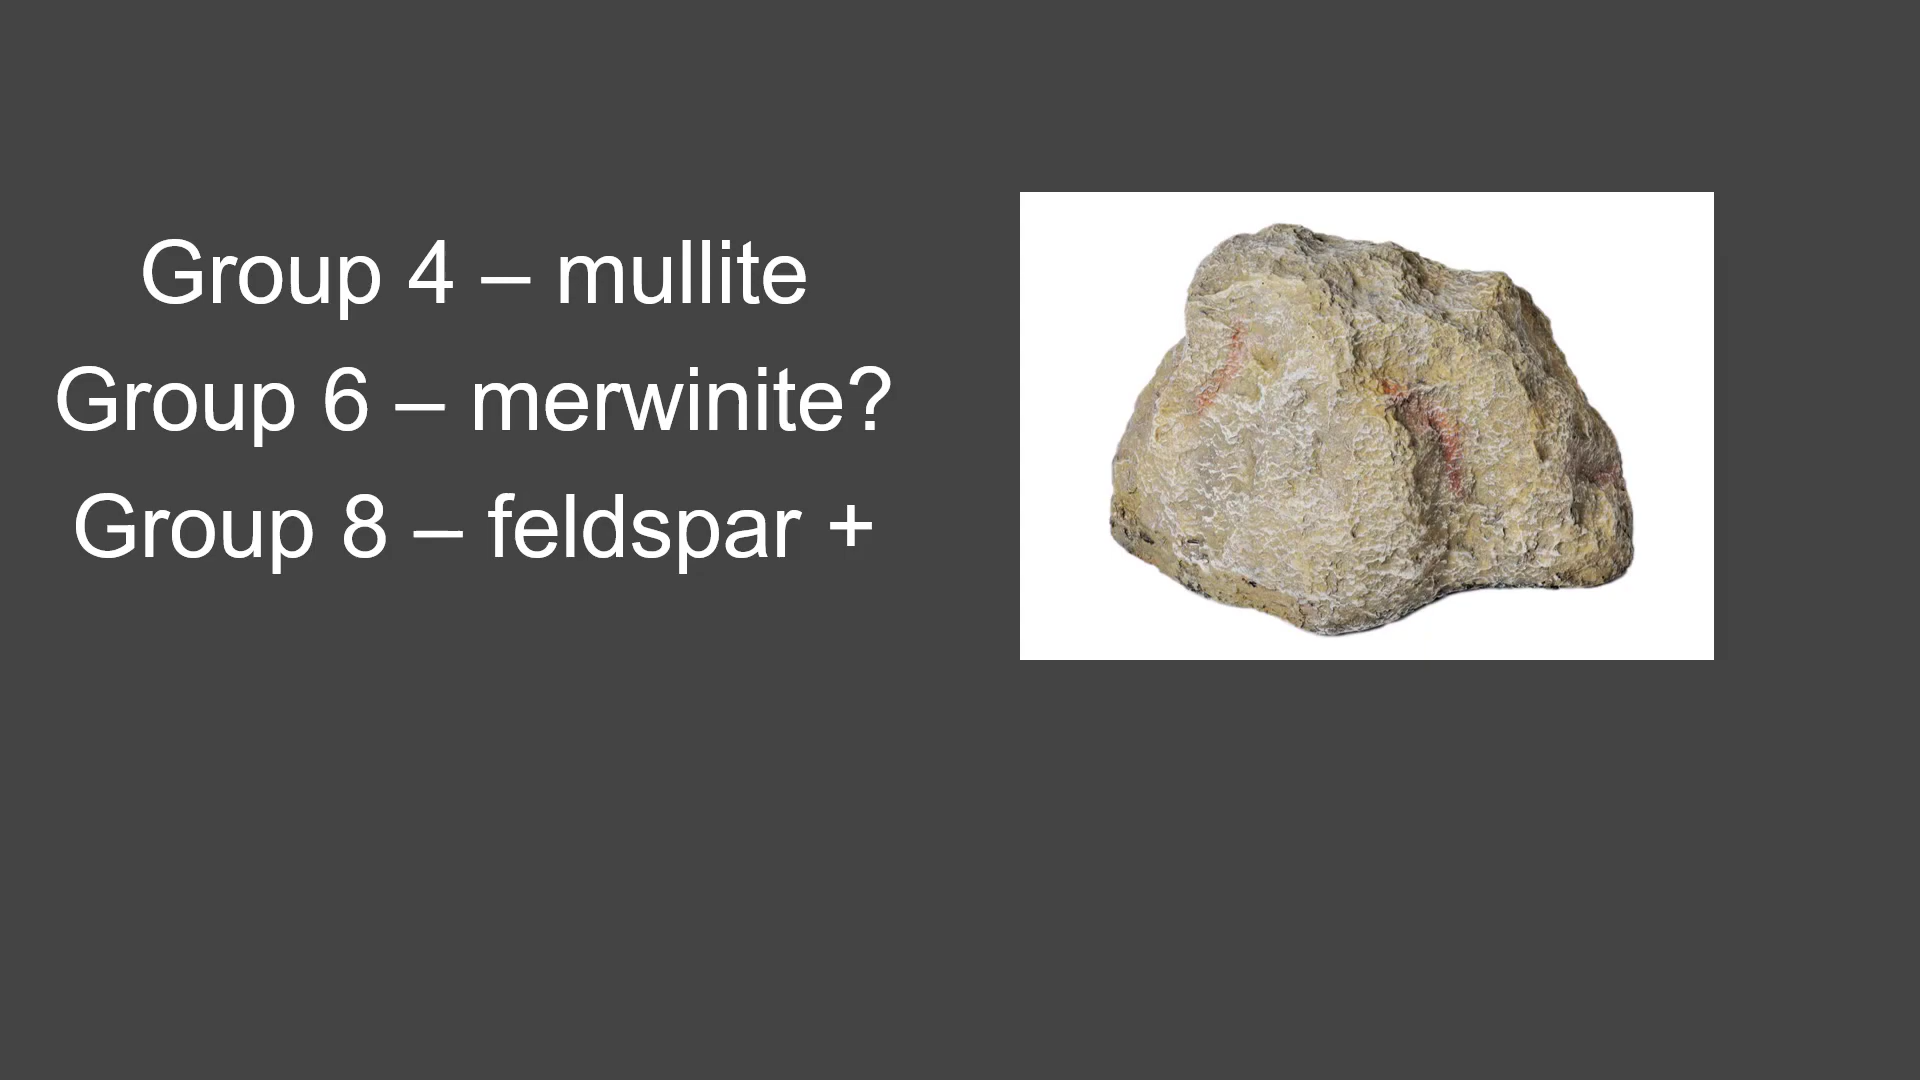 Group 4 – mullite
Group 6 – merwinite?
Group 8 – feldspar +